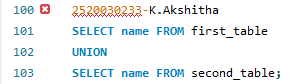 100 2520030233-K.Akshitha
101 SELECT name FROM first_table
102 UNION
103 SELECT name FROM second_table;